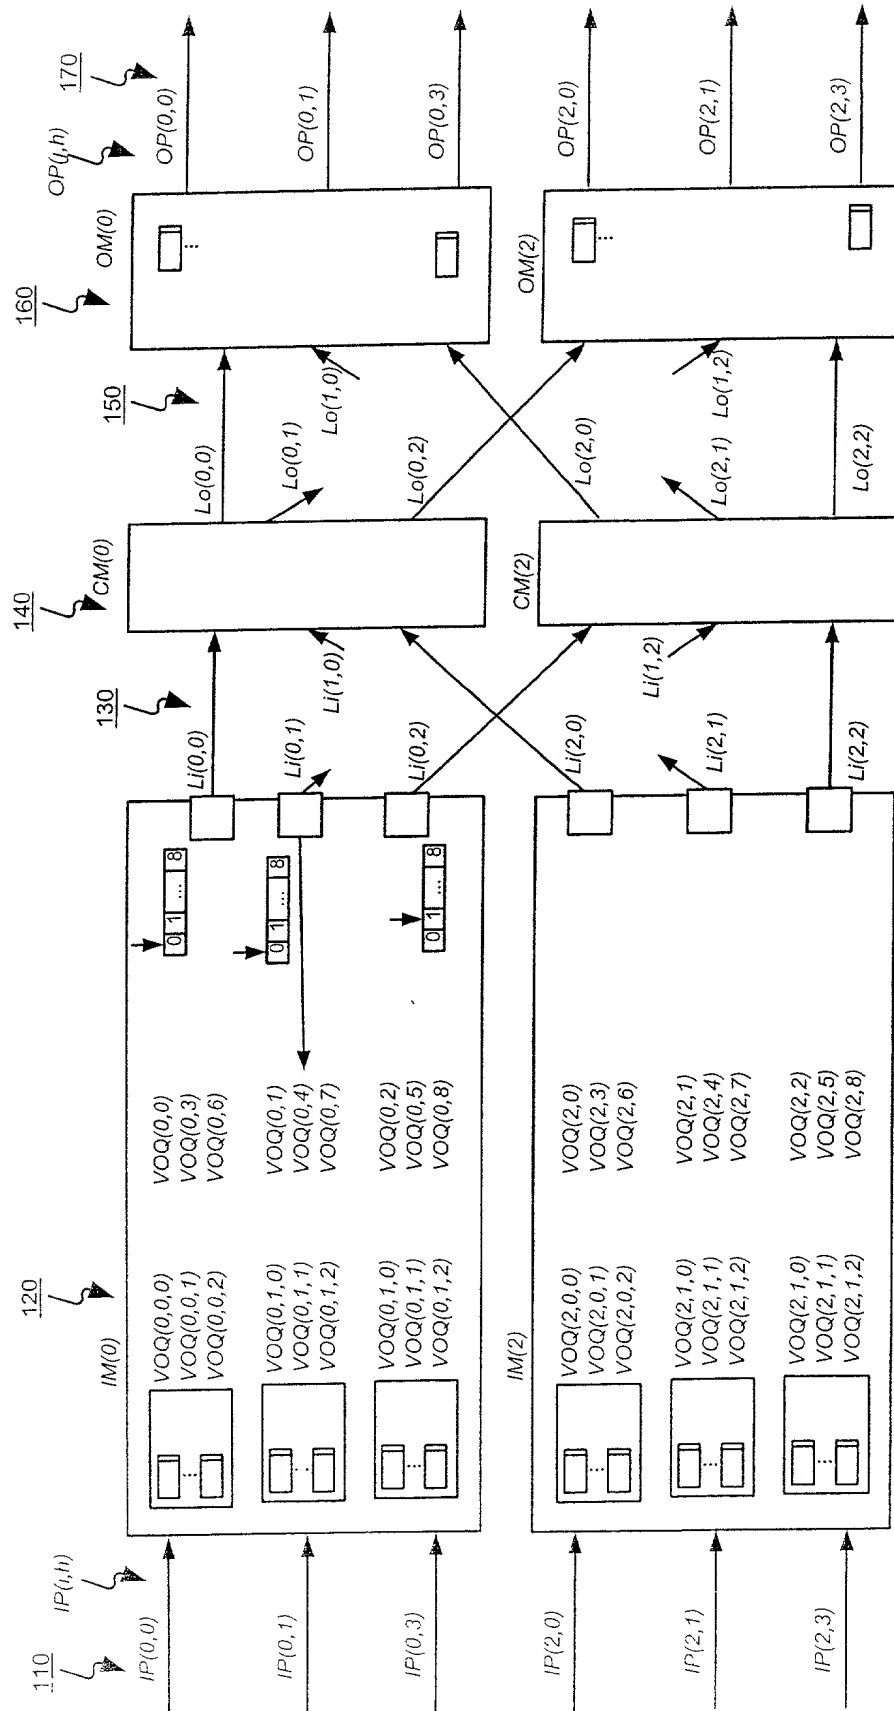 110
IP(i,h)
IP(0,0)
IP(0,1)
IP(0,3)
IP(2,0)
IP(2,1)
IP(2,3)
120
IM(0)
VOQ(0,0,0)
VOQ(0,0,1)
VOQ(0,0,2)
VOQ(0,1,0)
VOQ(0,1,1)
VOQ(0,1,2)
VOQ(0,1,0)
VOQ(0,1,1)
VOQ(0,1,2)
VOQ(0,0)
VOQ(0,3)
VOQ(0,6)
VOQ(0,1)
VOQ(0,4)
VOQ(0,7)
VOQ(0,2)
VOQ(0,5)
VOQ(0,8)
0 1 ... 8
0 1 ... 8
0 1 ... 8
IM(2)
VOQ(2,0,0)
VOQ(2,0,1)
VOQ(2,0,2)
VOQ(2,1,0)
VOQ(2,1,1)
VOQ(2,1,2)
VOQ(2,1,0)
VOQ(2,1,1)
VOQ(2,1,2)
VOQ(2,0)
VOQ(2,3)
VOQ(2,6)
VOQ(2,1)
VOQ(2,4)
VOQ(2,7)
VOQ(2,2)
VOQ(2,5)
VOQ(2,8)
130
Li(0,0)
Li(0,1)
Li(0,2)
Li(2,0)
Li(2,1)
Li(2,2)
Li(1,0)
Li(1,2)
140
CM(0)
CM(2)
150
Lo(0,0)
Lo(0,1)
Lo(0,2)
Lo(2,0)
Lo(2,1)
Lo(2,2)
Lo(1,0)
Lo(1,2)
160
OM(0)
OM(2)
OP(j,h)
170
OP(0,0)
OP(0,1)
OP(0,3)
OP(2,0)
OP(2,1)
OP(2,3)